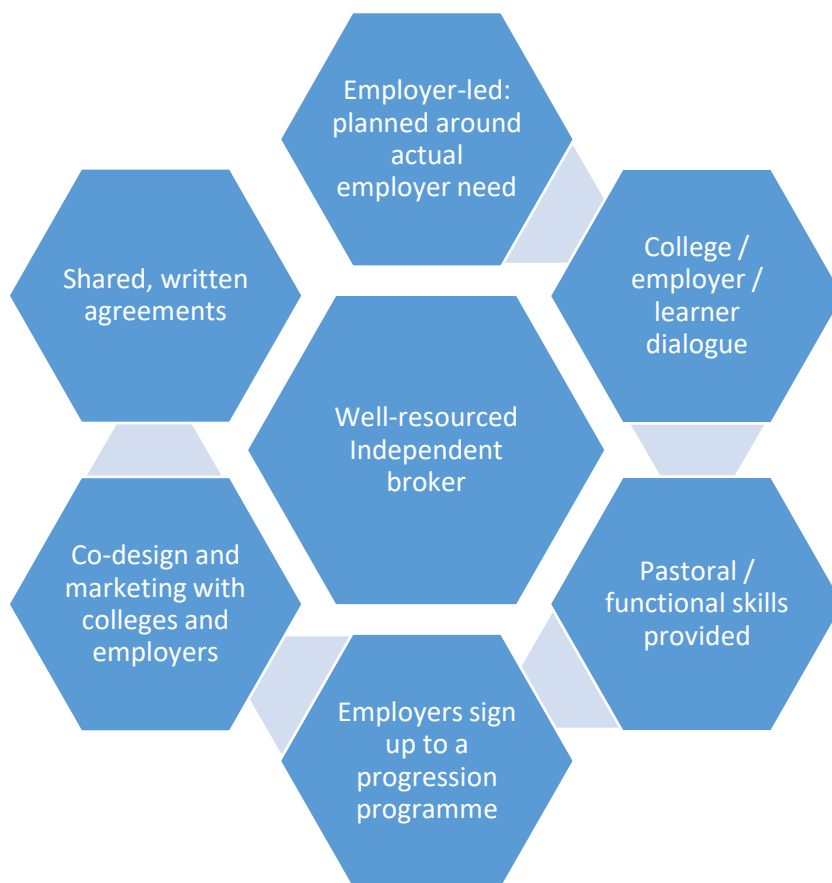 Employer-led:
planned around
actual
employer need
College /
employer /
learner
dialogue
Shared, written
agreements
Well-resourced
Independent
broker
Pastoral /
functional skills
provided
Co-design and
marketing with
colleges and
employers
Employers sign
up to a
progression
programme